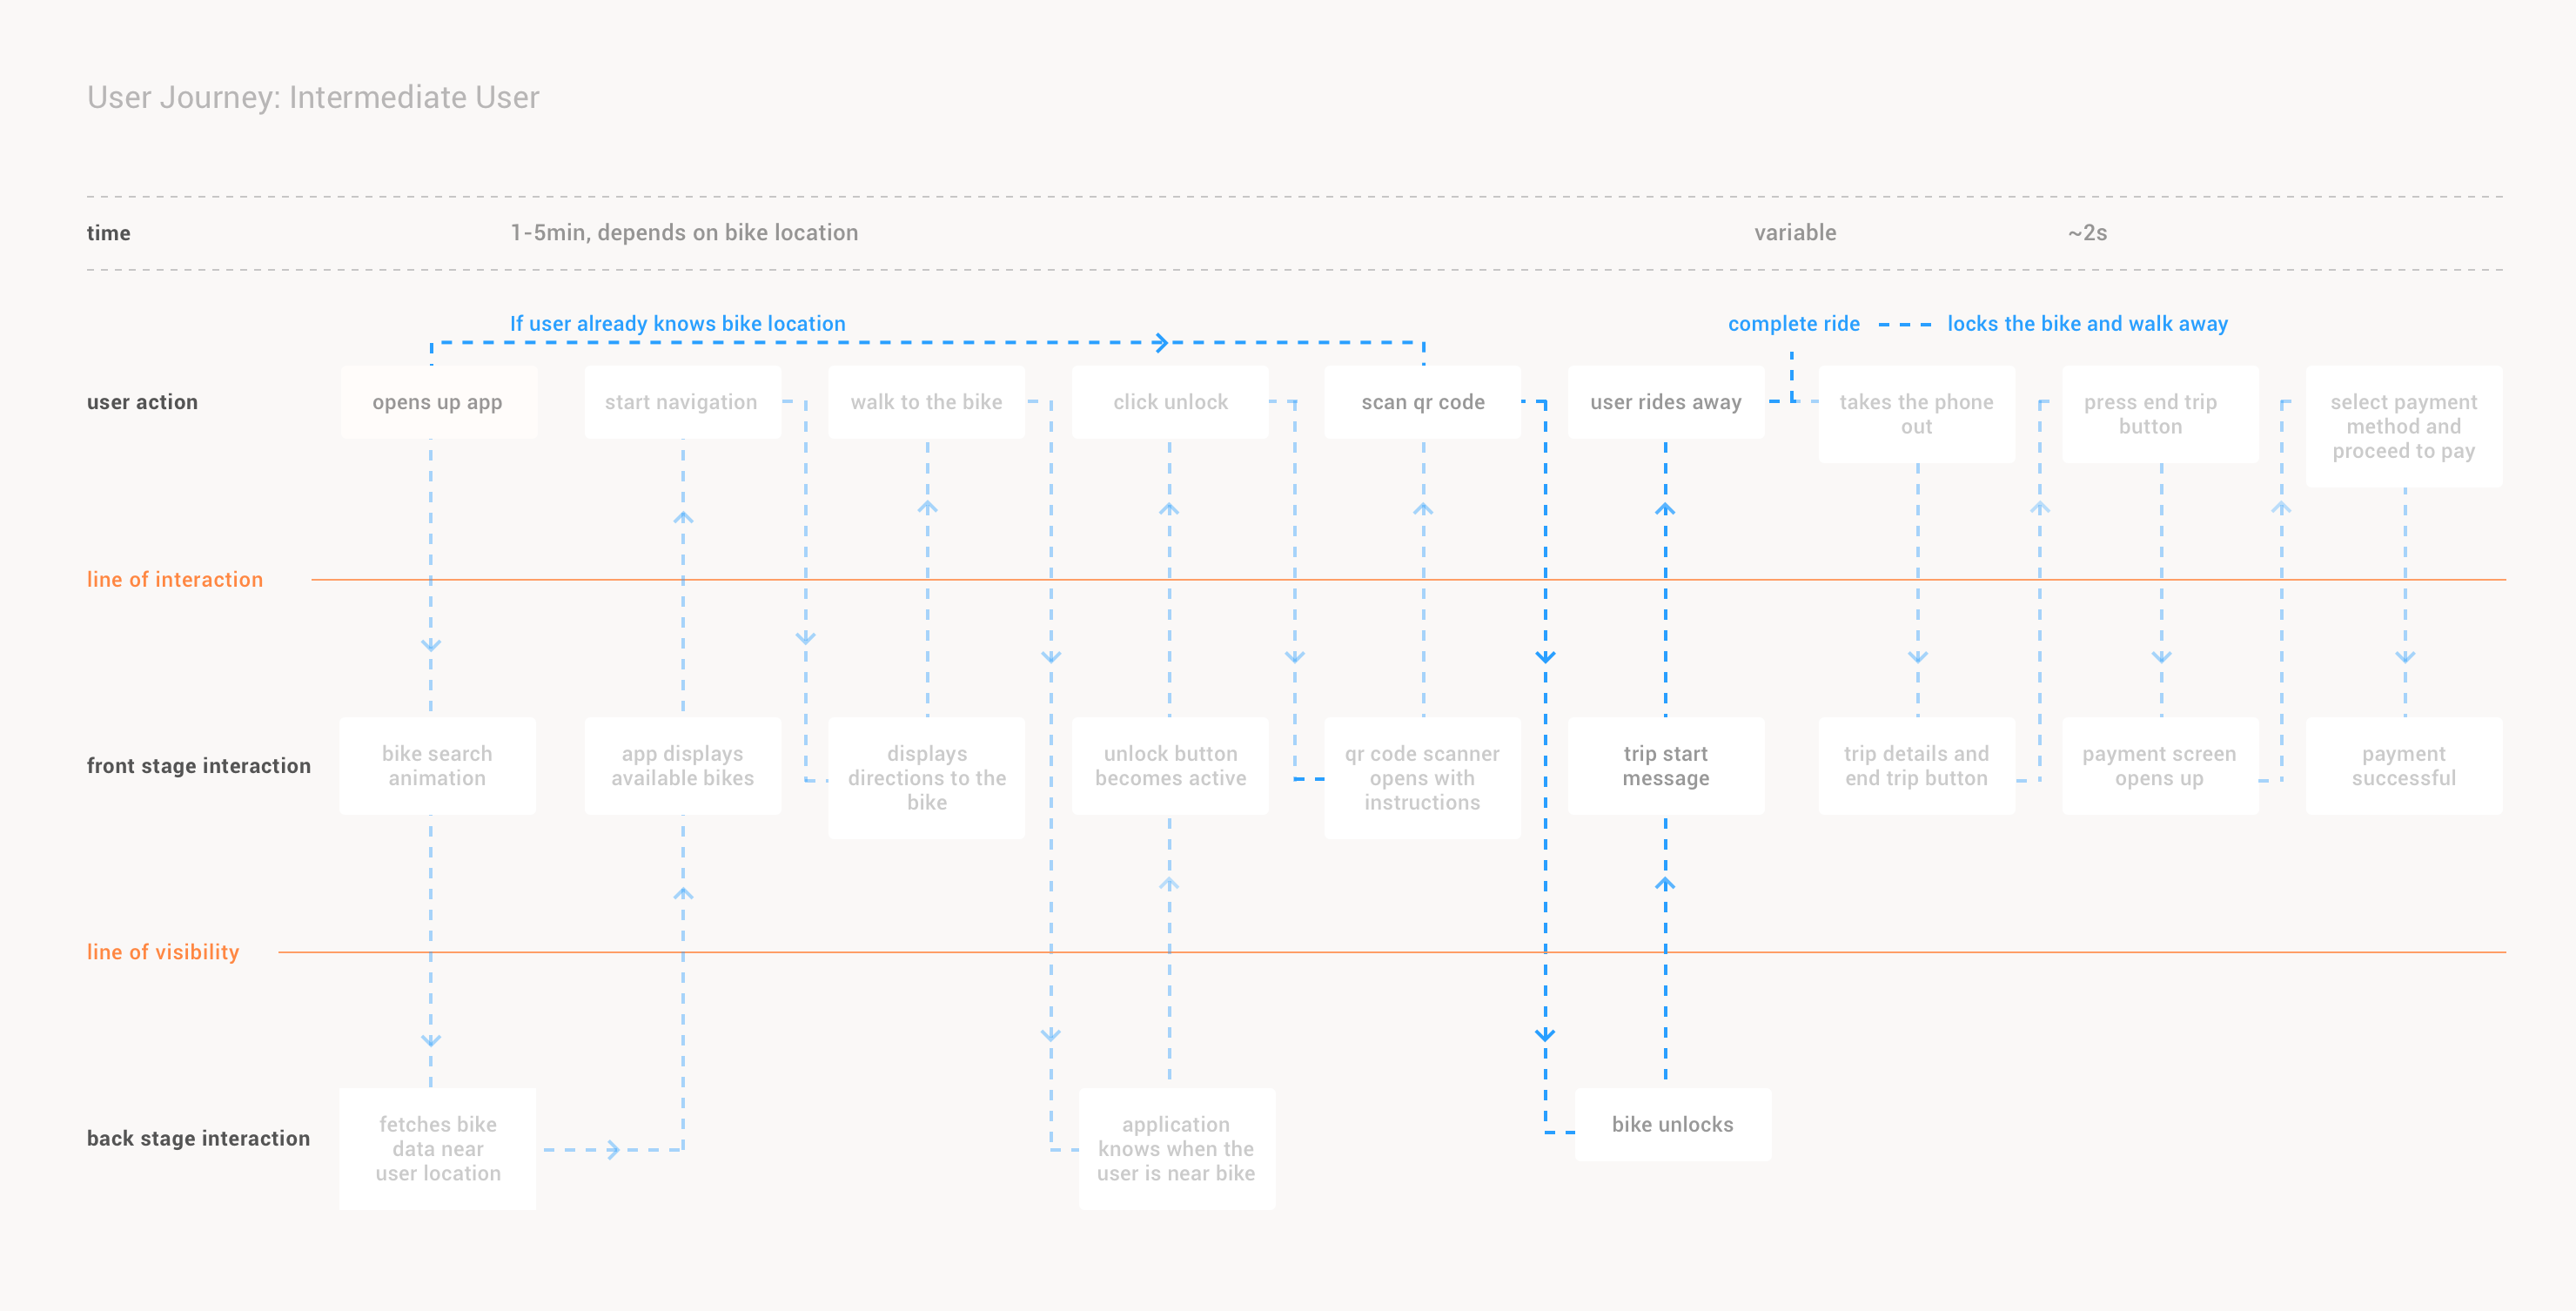 User Journey: Intermediate User
time
1-5min, depends on bike location
variable
~2s
If user already knows bike location
complete ride
locks the bike and walk away
user action
opens up app
start navigation
walk to the bike
click unlock
scan qr code
user rides away
takes the phone
out
press end trip
button
select payment
method and
proceed to pay
line of interaction
front stage interaction
bike search
animation
app displays
available bikes
displays
directions to the
bike
unlock button
becomes active
qr code scanner
opens with
instructions
trip start
message
trip details and
end trip button
payment screen
opens up
payment
successful
line of visibility
back stage interaction
fetches bike
data near
user location
application
knows when the
user is near bike
bike unlocks